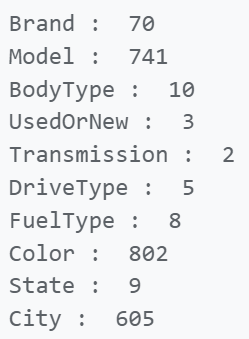 Brand :  70
Model :  741
BodyType :  10
UsedOrNew :  3
Transmission :  2
DriveType :  5
FuelType :  8
Color :  802
State :  9
City :  605